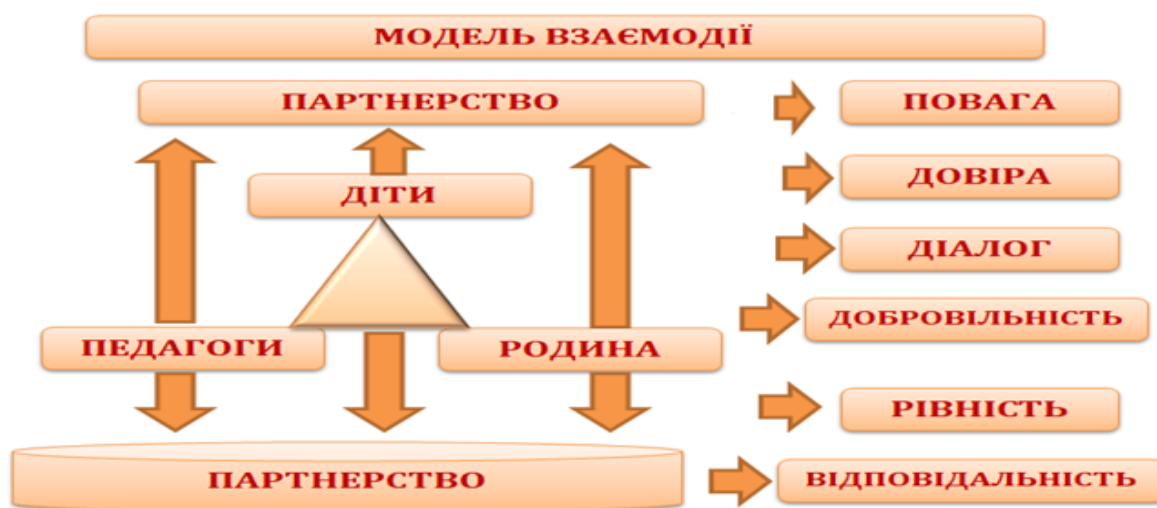 МОДЕЛЬ ВЗАЄМОДІЇ
ПАРТНЕРСТВО
ПОВАГА
ДІТИ
ДОВІРА
ДІАЛОГ
ДОБРОВІЛЬНІСТЬ
ПЕДАГОГИ
РОДИНА
РІВНІСТЬ
ПАРТНЕРСТВО
ВІДПОВІДАЛЬНІСТЬ